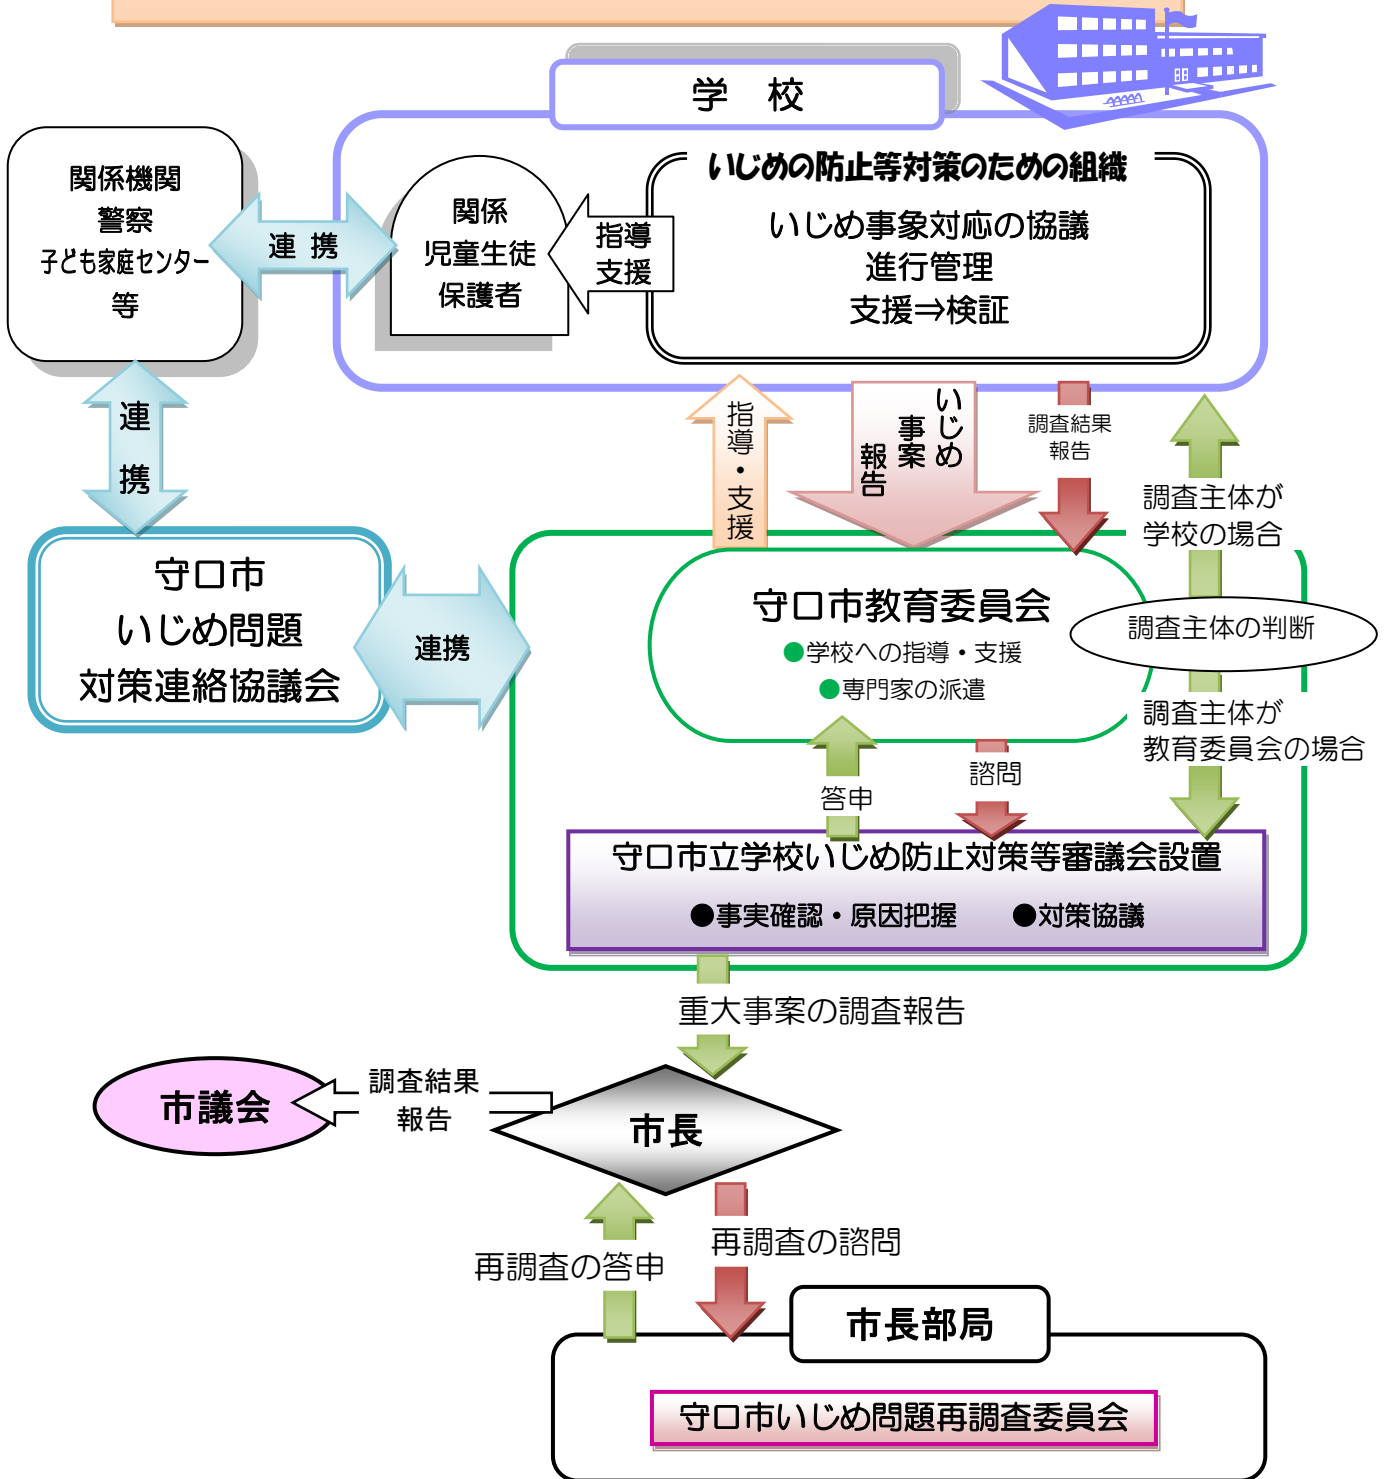 学　校
関係機関
警察
子ども家庭センター
等
連 携
関係
児童生徒
保護者
指導
支援
いじめの防止等対策のための組織
いじめ事象対応の協議
進行管理
支援⇒検証
連
携
指導・支援
いじめ
事案
報告
調査結果
報告
調査主体が
学校の場合
守口市
いじめ問題
対策連絡協議会
連携
守口市教育委員会
●学校への指導・支援
●専門家の派遣
調査主体の判断
調査主体が
教育委員会の場合
答申
諮問
守口市立学校いじめ防止対策等審議会設置
●事実確認・原因把握　●対策協議
重大事案の調査報告
市議会
調査結果
報告
市長
再調査の答申
再調査の諮問
市長部局
守口市いじめ問題再調査委員会